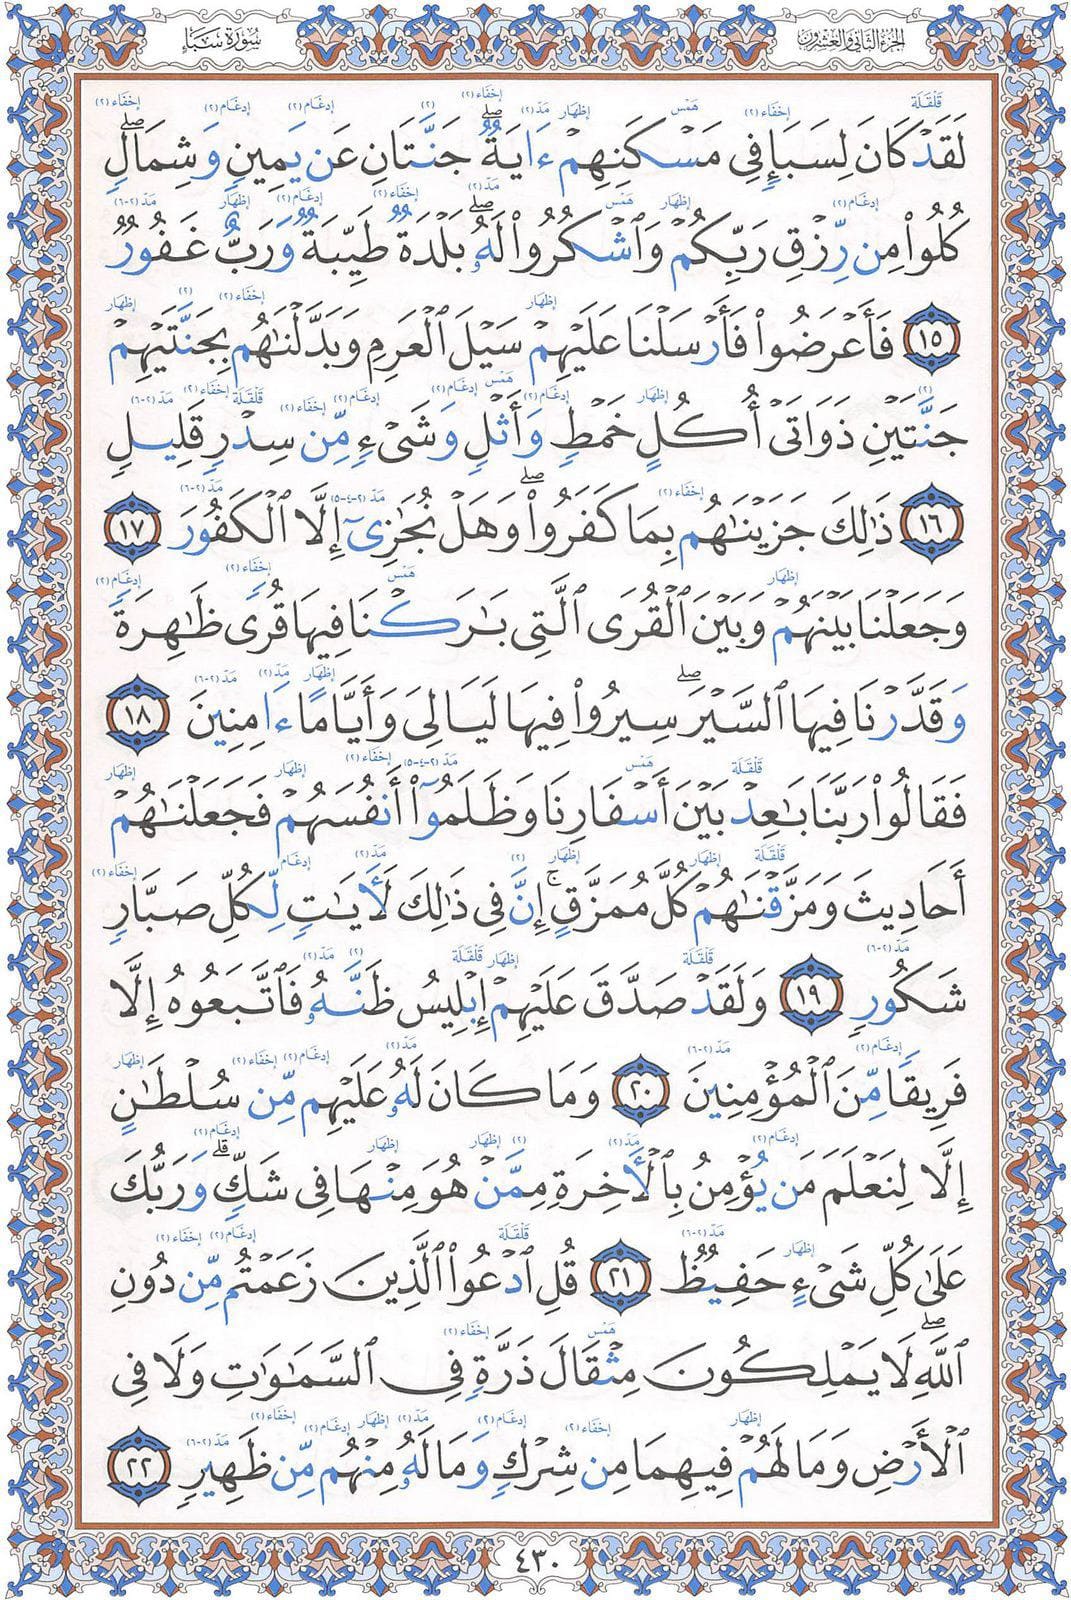 الجزء الثاني والعشرون
سورة سبأ
لَقَدْ كَانَ لِسَبَإٍ فِى مَسْكَنِهِمْ ءَايَةٌ ۖ جَنَّتَانِ عَن يَمِينٍ وَشِمَالٍ ۖ
كُلُوا۟ مِن رِّزْقِ رَبِّكُمْ وَٱشْكُرُوا۟ لَهُۥ ۚ بَلْدَةٌ طَيِّبَةٌ وَرَبٌّ غَفُورٌ
١٥ فَأَعْرَضُوا۟ فَأَرْسَلْنَا عَلَيْهِمْ سَيْلَ ٱلْعَرِمِ وَبَدَّلْنَٰهُم بِجَنَّتَيْهِمْ
جَنَّتَيْنِ ذَوَاتَىْ أُكُلٍ خَمْطٍ وَأَثْلٍ وَشَىْءٍ مِّن سِدْرٍ قَلِيلٍ
١٦ ذَٰلِكَ جَزَيْنَٰهُم بِمَا كَفَرُوا۟ ۖ وَهَلْ نُجَٰزِىٓ إِلَّا ٱلْكَفُورَ ١٧
وَجَعَلْنَا بَيْنَهُمْ وَبَيْنَ ٱلْقُرَى ٱلَّتِى بَٰرَكْنَا فِيهَا قُرًى ظَٰهِرَةً
وَقَدَّرْنَا فِيهَا ٱلسَّيْرَ ۖ سِيرُوا۟ فِيهَا لَيَالِىَ وَأَيَّامًا ءَامِنِينَ ١٨
فَقَالُوا۟ رَبَّنَا بَٰعِدْ بَيْنَ أَسْفَارِنَا وَظَلَمُوٓا۟ أَنفُسَهُمْ فَجَعَلْنَٰهُمْ
أَحَادِيثَ وَمَزَّقْنَٰهُمْ كُلَّ مُمَزَّقٍ ۚ إِنَّ فِى ذَٰلِكَ لَءَايَٰتٍ لِّكُلِّ صَبَّارٍ
شَكُورٍ ١٩ وَلَقَدْ صَدَّقَ عَلَيْهِمْ إِبْلِيسُ ظَنَّهُۥ فَٱتَّبَعُوهُ إِلَّا
فَرِيقًا مِّنَ ٱلْمُؤْمِنِينَ ٢٠ وَمَا كَانَ لَهُۥ عَلَيْهِم مِّن سُلْطَٰنٍ
إِلَّا لِنَعْلَمَ مَن يُؤْمِنُ بِٱلْءَاخِرَةِ مِمَّنْ هُوَ مِنْهَا فِى شَكٍّ ۗ وَرَبُّكَ
عَلَىٰ كُلِّ شَىْءٍ حَفِيظٌ ٢١ قُلِ ٱدْعُوا۟ ٱلَّذِينَ زَعَمْتُم مِّن دُونِ
ٱللَّهِ ۖ لَا يَمْلِكُونَ مِثْقَالَ ذَرَّةٍ فِى ٱلسَّمَٰوَٰتِ وَلَا فِى
ٱلْأَرْضِ وَمَا لَهُمْ فِيهِمَا مِن شِرْكٍ وَمَا لَهُۥ مِنْهُم مِّن ظَهِيرٍ ٢٢
٤٣٠